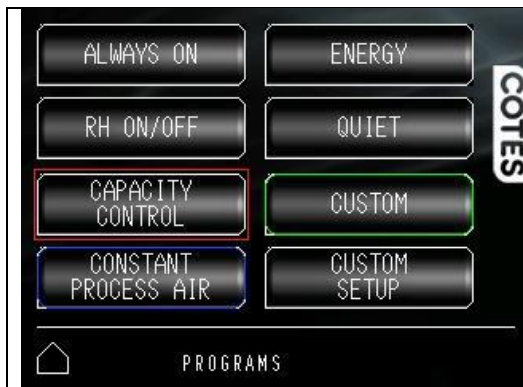 ALWAYS ON
ENERGY
RH ON/OFF
QUIET
CAPACITY
CONTROL
CUSTOM
CONSTANT
PROCESS AIR
CUSTOM
SETUP
COTES
PROGRAMS